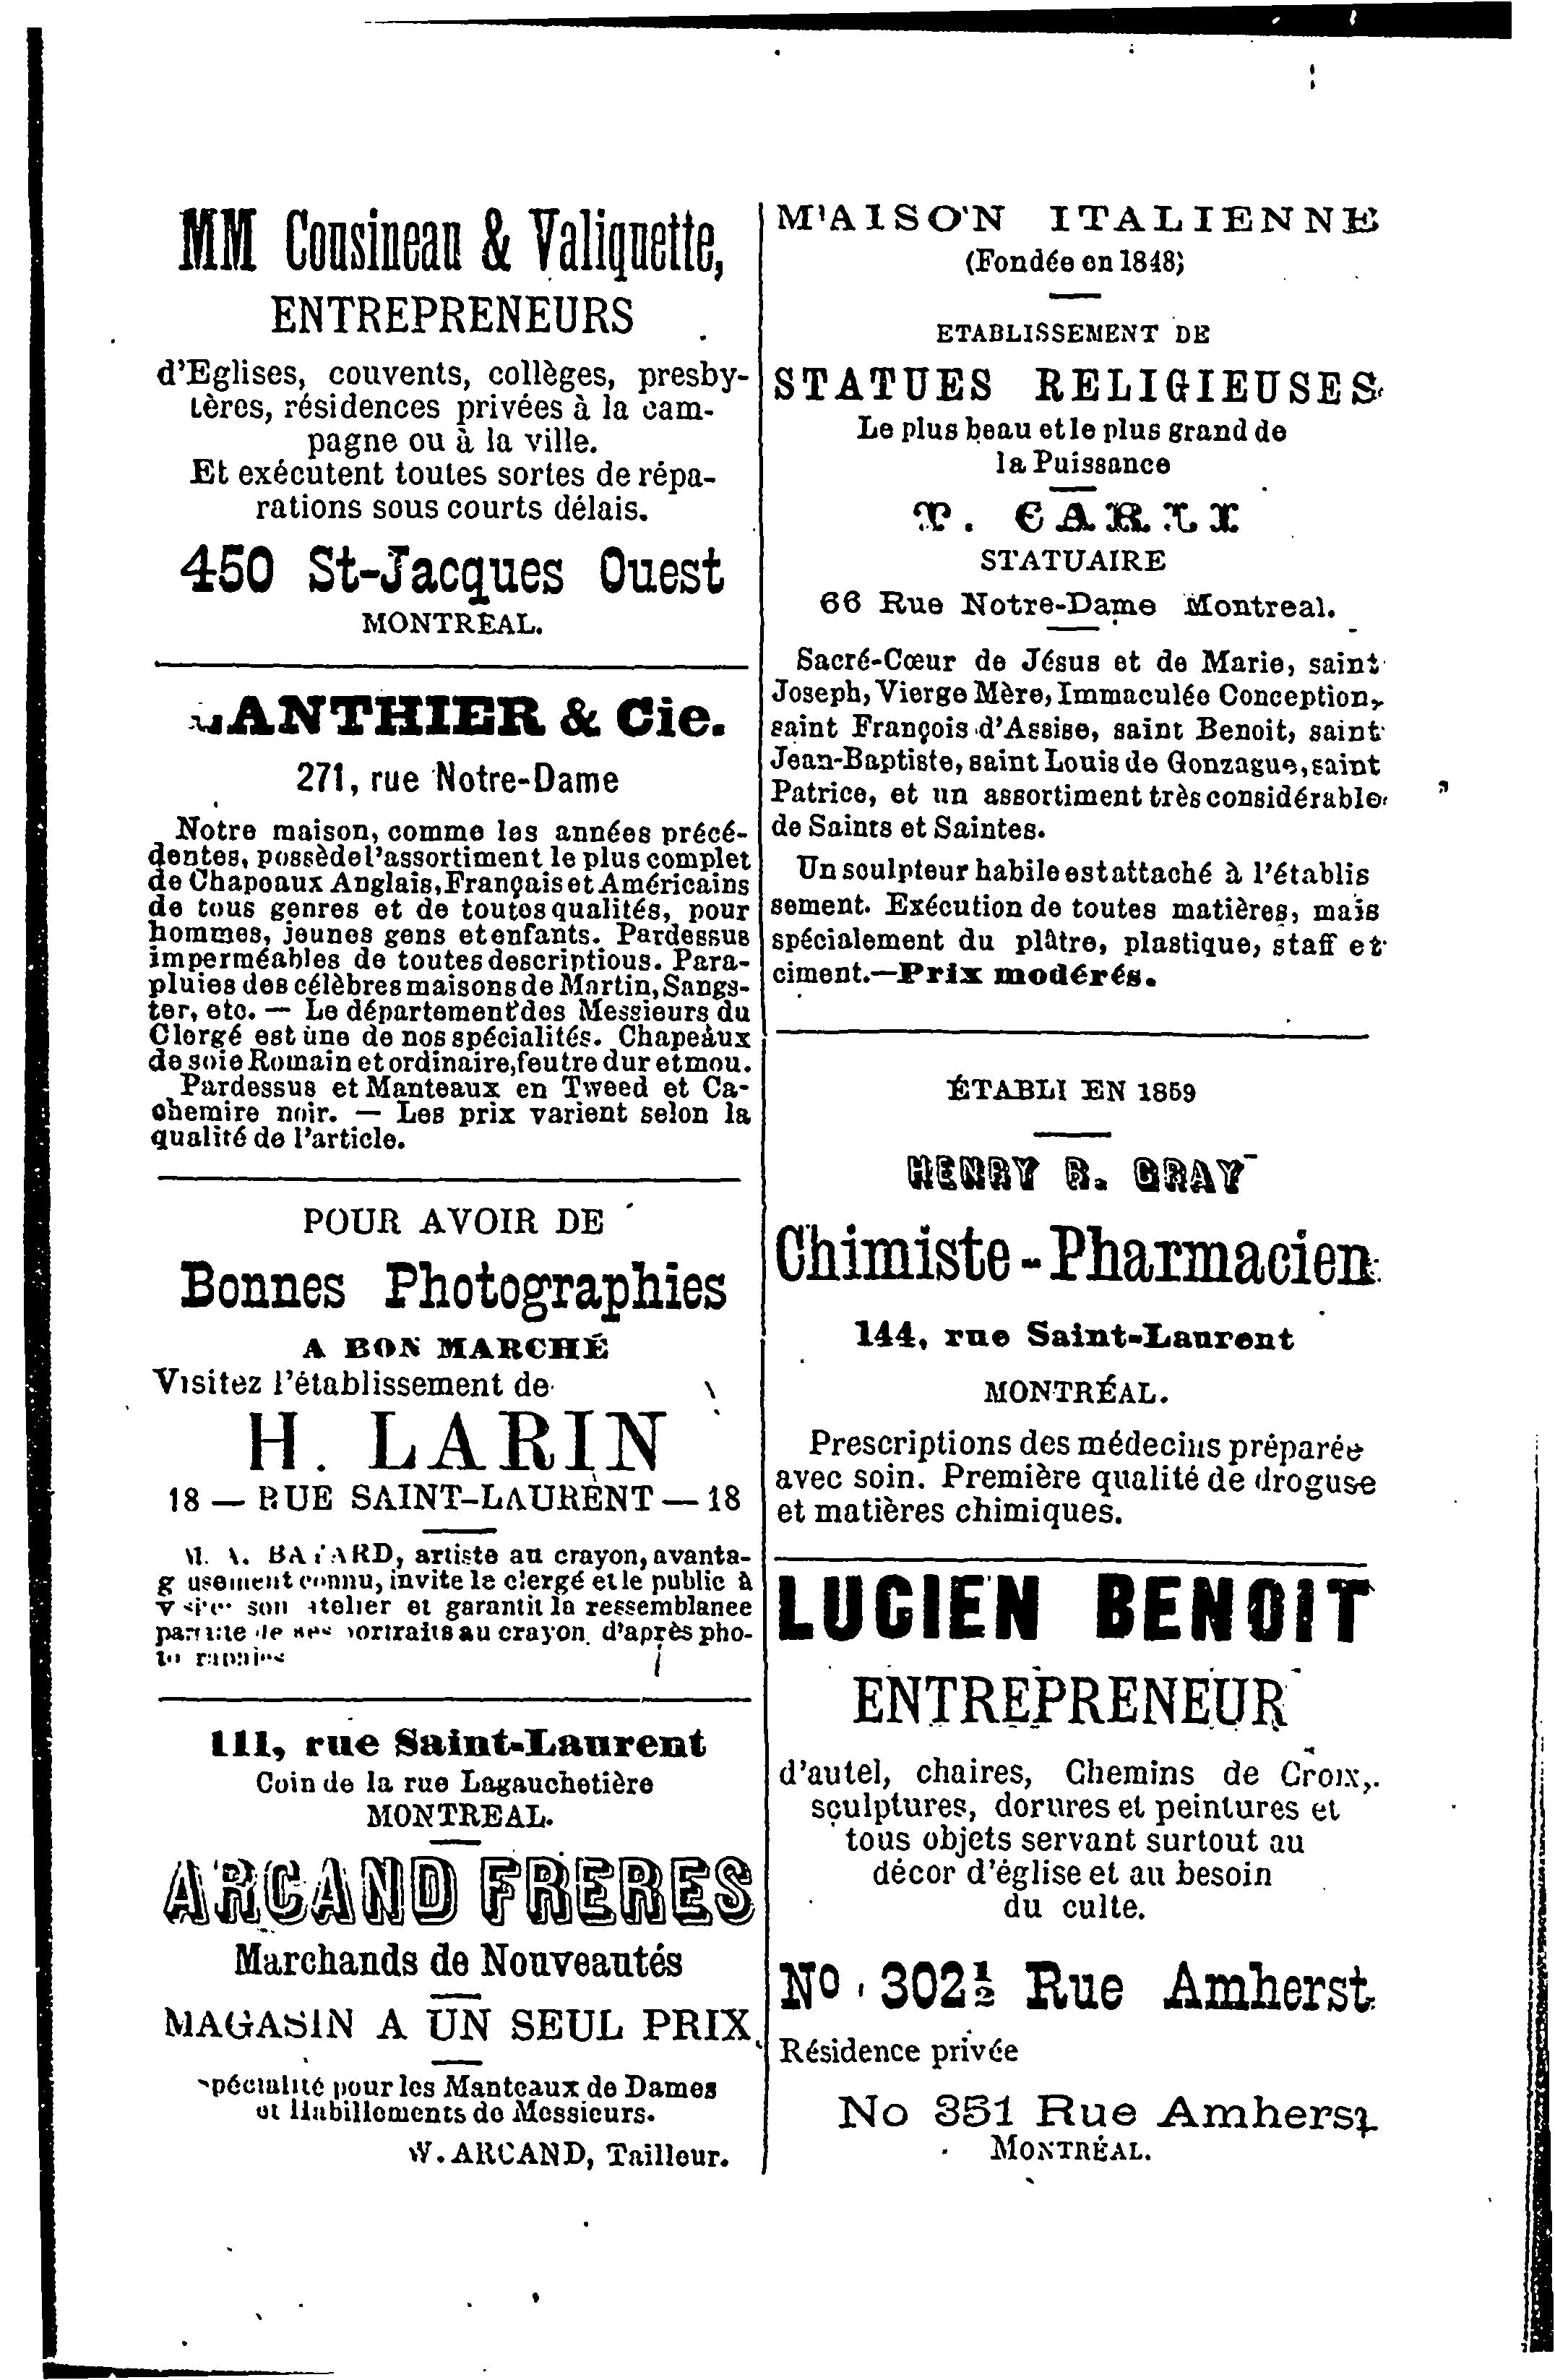 MM Cousineau & Valiquette,
ENTREPRENEURS
d'Eglises, couvents, collèges, presby-
tères, résidences privées à la cam-
pagne ou à la ville.
Et exécutent toutes sortes de répa-
rations sous courts délais.
450 St-Jacques Ouest
MONTREAL.
ANTHIER & Cie.
271, rue Notre-Dame
Notre maison, comme les années précé-
dentes, possède l'assortiment le plus complet
de Chapeaux Anglais, Français et Américains
de tous genres et de toutes qualités, pour
hommes, jeunes gens et enfants. Pardessus
imperméables de toutes descriptious. Para-
pluies des célèbres maisons de Martin, Sangs-
ter, etc. — Le département des Messieurs du
Clergé est une de nos spécialités. Chapeaux
de soie Romain et ordinaire, feutre dur et mou.
Pardessus et Manteaux en Tweed et Ca-
chemire noir. — Les prix varient selon la
qualité de l'article.
POUR AVOIR DE
Bonnes Photographies
A BON MARCHÉ
Visitez l'établissement de
H. LARIN
18 — RUE SAINT-LAURENT — 18
artiste au crayon, avanta-
g usement connu, invite le clergé et le public à
son atelier et garantit la ressemblance
de ses portraits au crayon d'après pho-
111, rue Saint-Laurent
Coin de la rue Lagauchetière
MONTREAL.
ARCAND FRERES
Marchands de Nouveautés
MAGASIN A UN SEUL PRIX
Spécialité pour les Manteaux de Dames
et Habillements de Messieurs.
W. ARCAND, Tailleur.
MAISON ITALIENNE
(Fondée en 1848)
ETABLISSEMENT DE
STATUES RELIGIEUSES
Le plus beau et le plus grand de
la Puissance
T. CARLI
STATUAIRE
66 Rue Notre-Dame Montreal.
Sacré-Cœur de Jésus et de Marie, saint
Joseph, Vierge Mère, Immaculée Conception,
saint François d'Assise, saint Benoit, saint
Jean-Baptiste, saint Louis de Gonzague, saint
Patrice, et un assortiment très considérable
de Saints et Saintes.
Un sculpteur habile est attaché à l'établis
sement. Exécution de toutes matières, mais
spécialement du plâtre, plastique, staff et
ciment.—Prix modérés.
ÉTABLI EN 1859
HENRY R. GRAY
Chimiste-Pharmacien
144, rue Saint-Laurent
MONTRÉAL.
Prescriptions des médecins préparée
avec soin. Première qualité de droguse
et matières chimiques.
LUCIEN BENOIT
ENTREPRENEUR
d'autel, chaires, Chemins de Croix,
sculptures, dorures et peintures et
tous objets servant surtout au
décor d'église et au besoin
du culte.
No. 302½ Rue Amherst
Résidence privée
No 351 Rue Amherst
MONTRÉAL.